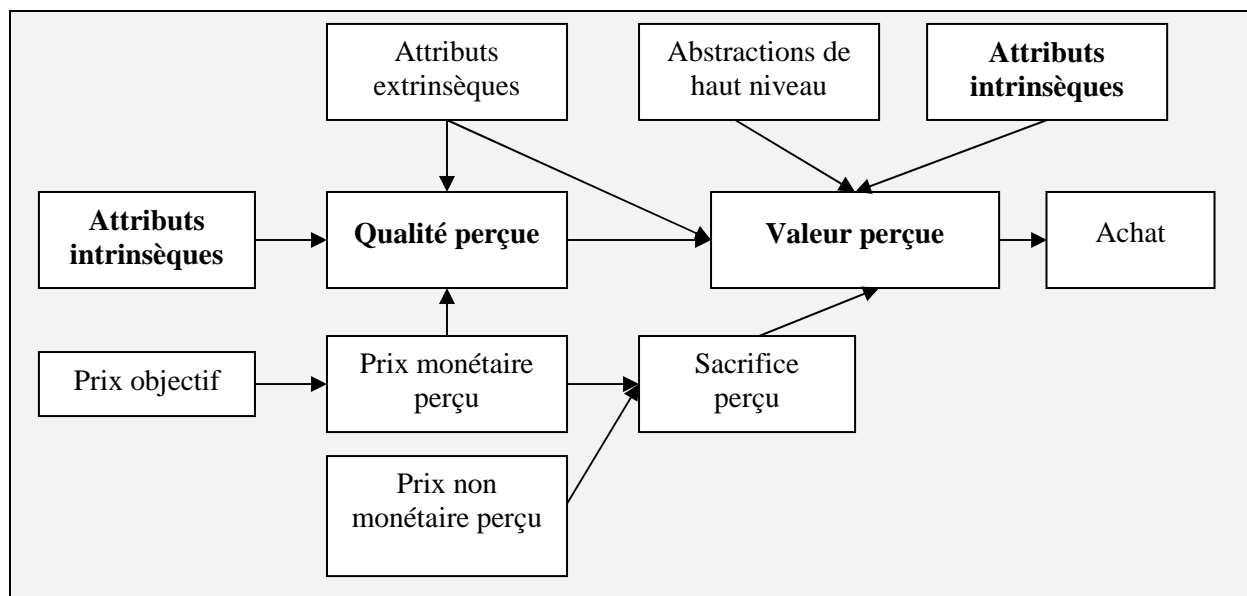 Attributs
extrinsèques
Abstractions de
haut niveau
Attributs
intrinsèques
Attributs
intrinsèques
Qualité perçue
Valeur perçue
Achat
Prix objectif
Prix monétaire
perçu
Sacrifice
perçu
Prix non
monétaire perçu